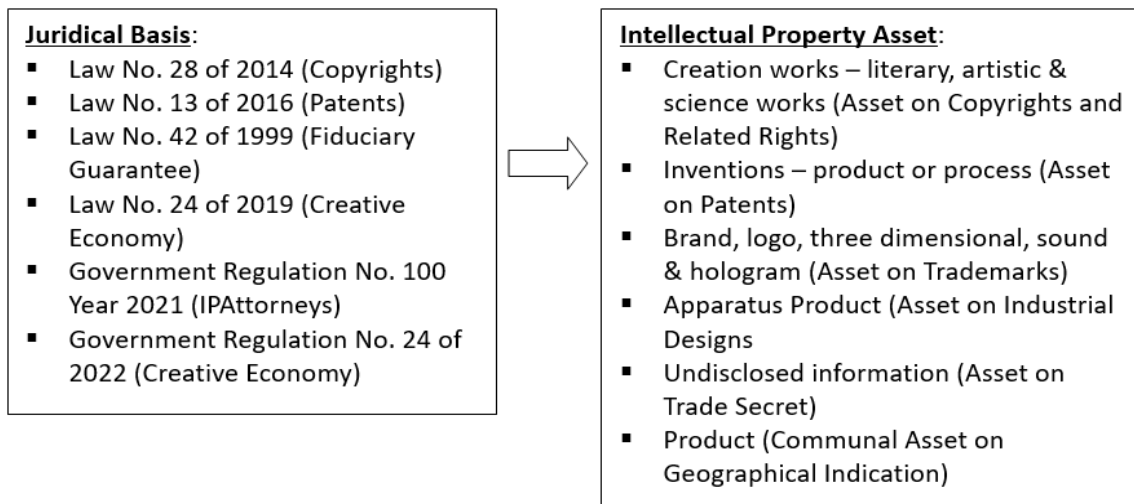 Juridical Basis:
▪ Law No. 28 of 2014 (Copyrights)
▪ Law No. 13 of 2016 (Patents)
▪ Law No. 42 of 1999 (Fiduciary
Guarantee)
▪ Law No. 24 of 2019 (Creative
Economy)
▪ Government Regulation No. 100
Year 2021 (IPAttorneys)
▪ Government Regulation No. 24 of
2022 (Creative Economy)
Intellectual Property Asset:
▪ Creation works – literary, artistic &
science works (Asset on Copyrights and
Related Rights)
▪ Inventions – product or process (Asset
on Patents)
▪ Brand, logo, three dimensional, sound
& hologram (Asset on Trademarks)
▪ Apparatus Product (Asset on Industrial
Designs
▪ Undisclosed information (Asset on
Trade Secret)
▪ Product (Communal Asset on
Geographical Indication)